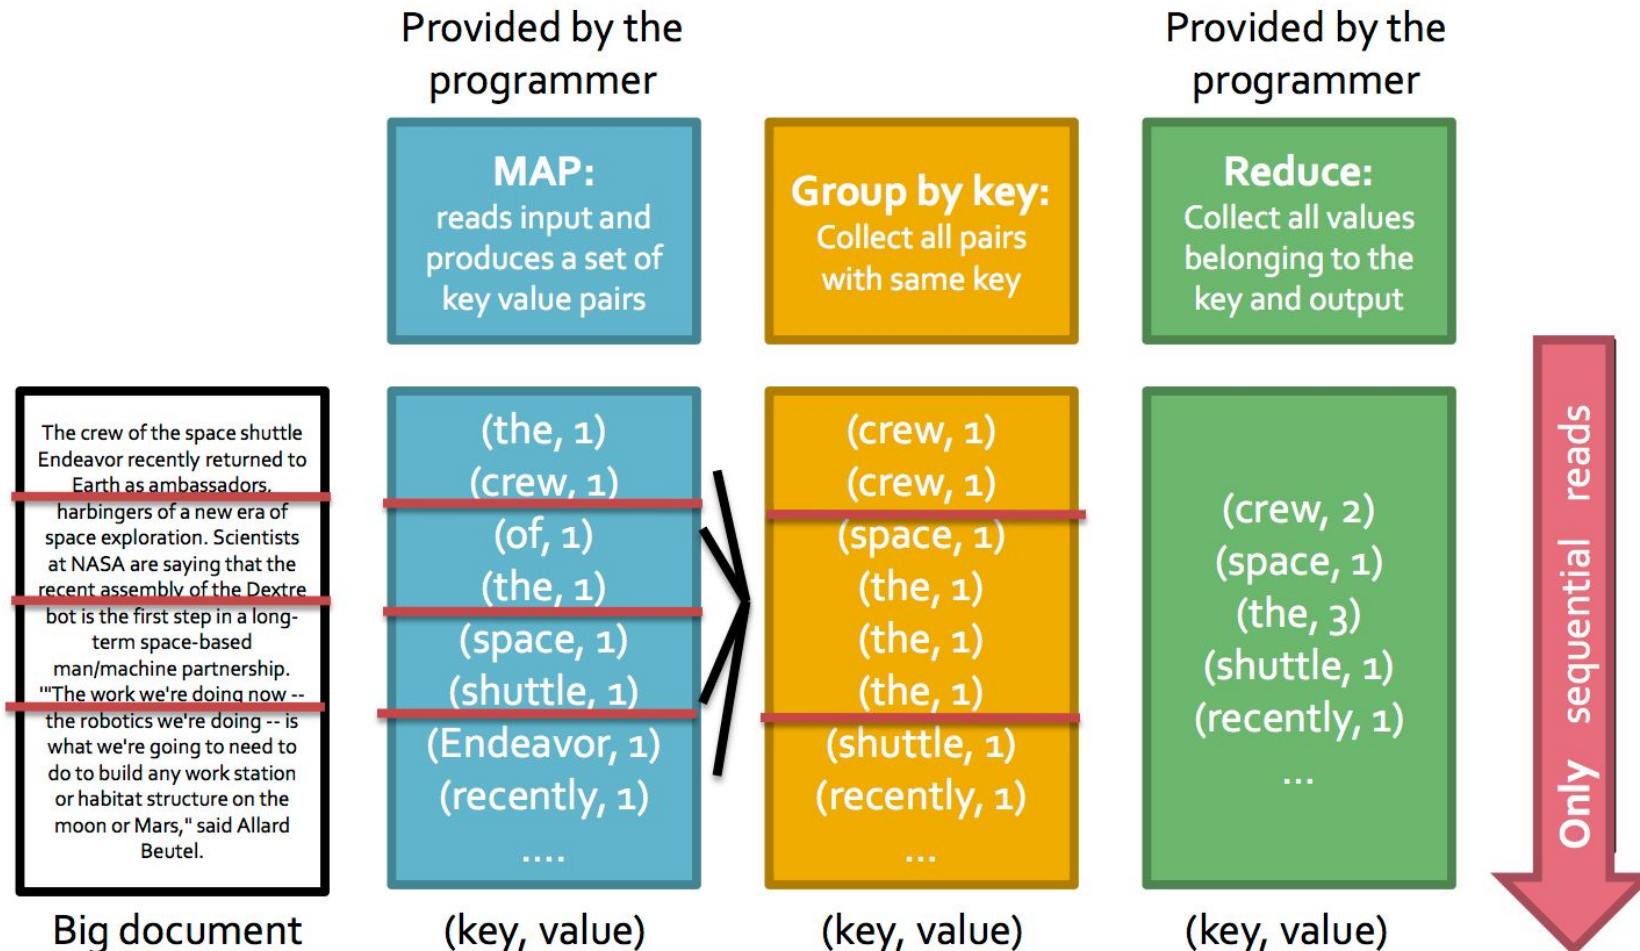 Provided by the
programmer
Provided by the
programmer
MAP:
reads input and
produces a set of
key value pairs
Group by key:
Collect all pairs
with same key
Reduce:
Collect all values
belonging to the
key and output
The crew of the space shuttle
Endeavor recently returned to
Earth as ambassadors,
harbingers of a new era of
space exploration. Scientists
at NASA are saying that the
recent assembly of the Dextre
bot is the first step in a long-
term space-based
man/machine partnership.
'"The work we're doing now --
the robotics we're doing -- is
what we're going to need to
do to build any work station
or habitat structure on the
moon or Mars," said Allard
Beutel.
Big document
(the, 1)
(crew, 1)
(of, 1)
(the, 1)
(space, 1)
(shuttle, 1)
(Endeavor, 1)
(recently, 1)
....
(key, value)
(crew, 1)
(crew, 1)
(space, 1)
(the, 1)
(the, 1)
(the, 1)
(shuttle, 1)
(recently, 1)
...
(key, value)
(crew, 2)
(space, 1)
(the, 3)
(shuttle, 1)
(recently, 1)
...
(key, value)
Only sequential reads